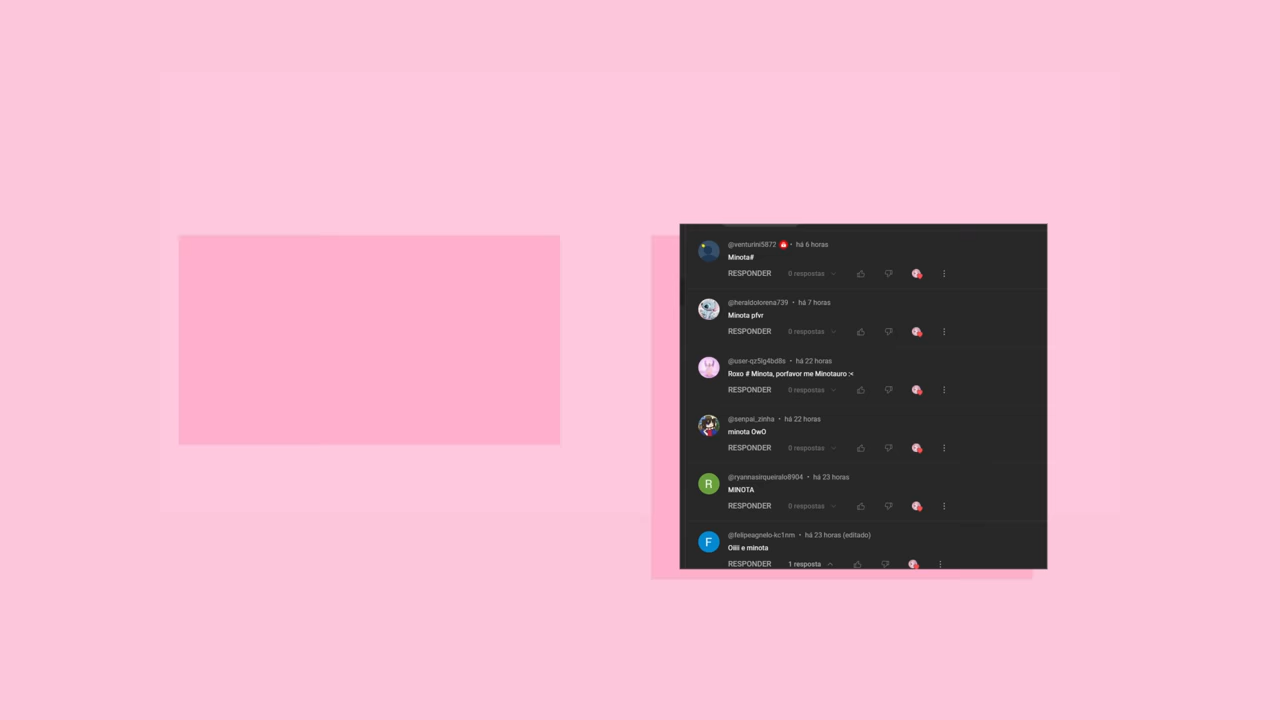 @venturini5872 • há 6 horas
Minota#
RESPONDER 0 respostas
@heraldolorena739 • há 7 horas
Minota pfvr
RESPONDER 0 respostas
@user-qz5lg4bd8s • há 22 horas
Roxo # Minota, porfavor me Minotauro :<
RESPONDER 0 respostas
@senpai_zinha • há 22 horas
minota OwO
RESPONDER 0 respostas
@ryannasirqueiralo8904 • há 23 horas
MINOTA
RESPONDER 0 respostas
@felipeagnelo-kc1nm • há 23 horas (editado)
Oiiii e minota
RESPONDER 1 resposta
R
F